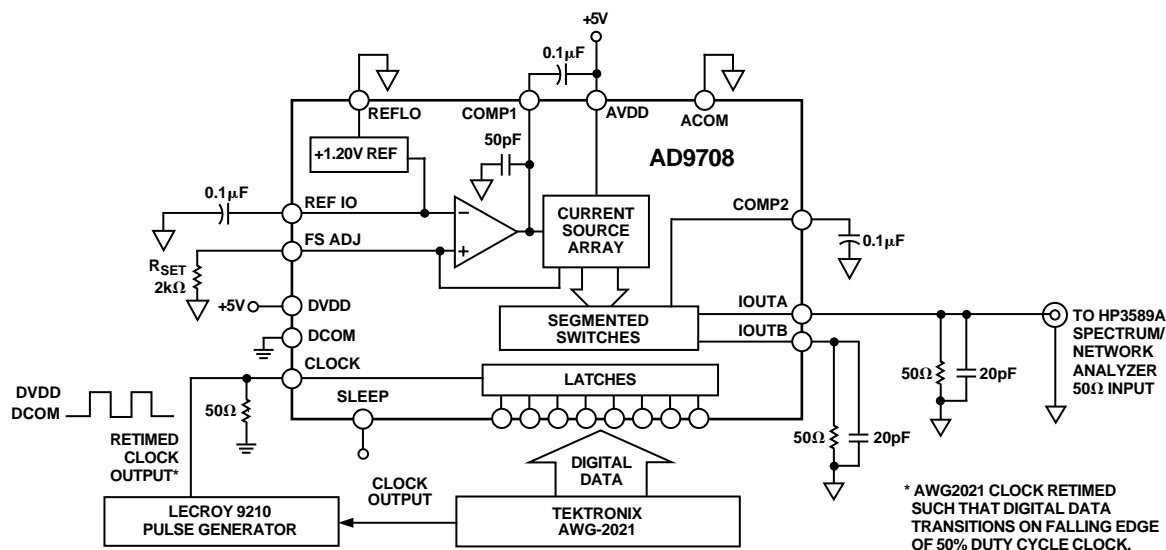 +5V
0.1μF
REFLO
COMP1
AVDD
ACOM
50pF
+1.20V REF
AD9708
0.1μF
REF IO
COMP2
CURRENT
SOURCE
ARRAY
0.1μF
FS ADJ
RSET
2kΩ
+5V
DVDD
SEGMENTED
SWITCHES
IOUTA
IOUTB
TO HP3589A
SPECTRUM/
NETWORK
ANALYZER
50Ω INPUT
DCOM
CLOCK
LATCHES
50Ω
20pF
DVDD
DCOM
50Ω
SLEEP
50Ω
20pF
RETIMED
CLOCK
OUTPUT*
DIGITAL
DATA
CLOCK
OUTPUT
LECROY 9210
PULSE GENERATOR
TEKTRONIX
AWG-2021
* AWG2021 CLOCK RETIMED
SUCH THAT DIGITAL DATA
TRANSITIONS ON FALLING EDGE
OF 50% DUTY CYCLE CLOCK.
−
+